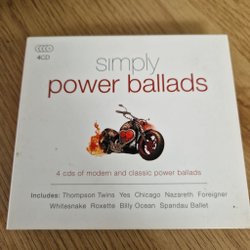 4CD
simply
power ballads
4 cds of modern and classic power ballads
Includes: Thompson Twins Yes Chicago Nazareth Foreigner
Whitesnake Roxette Billy Ocean Spandau Ballet